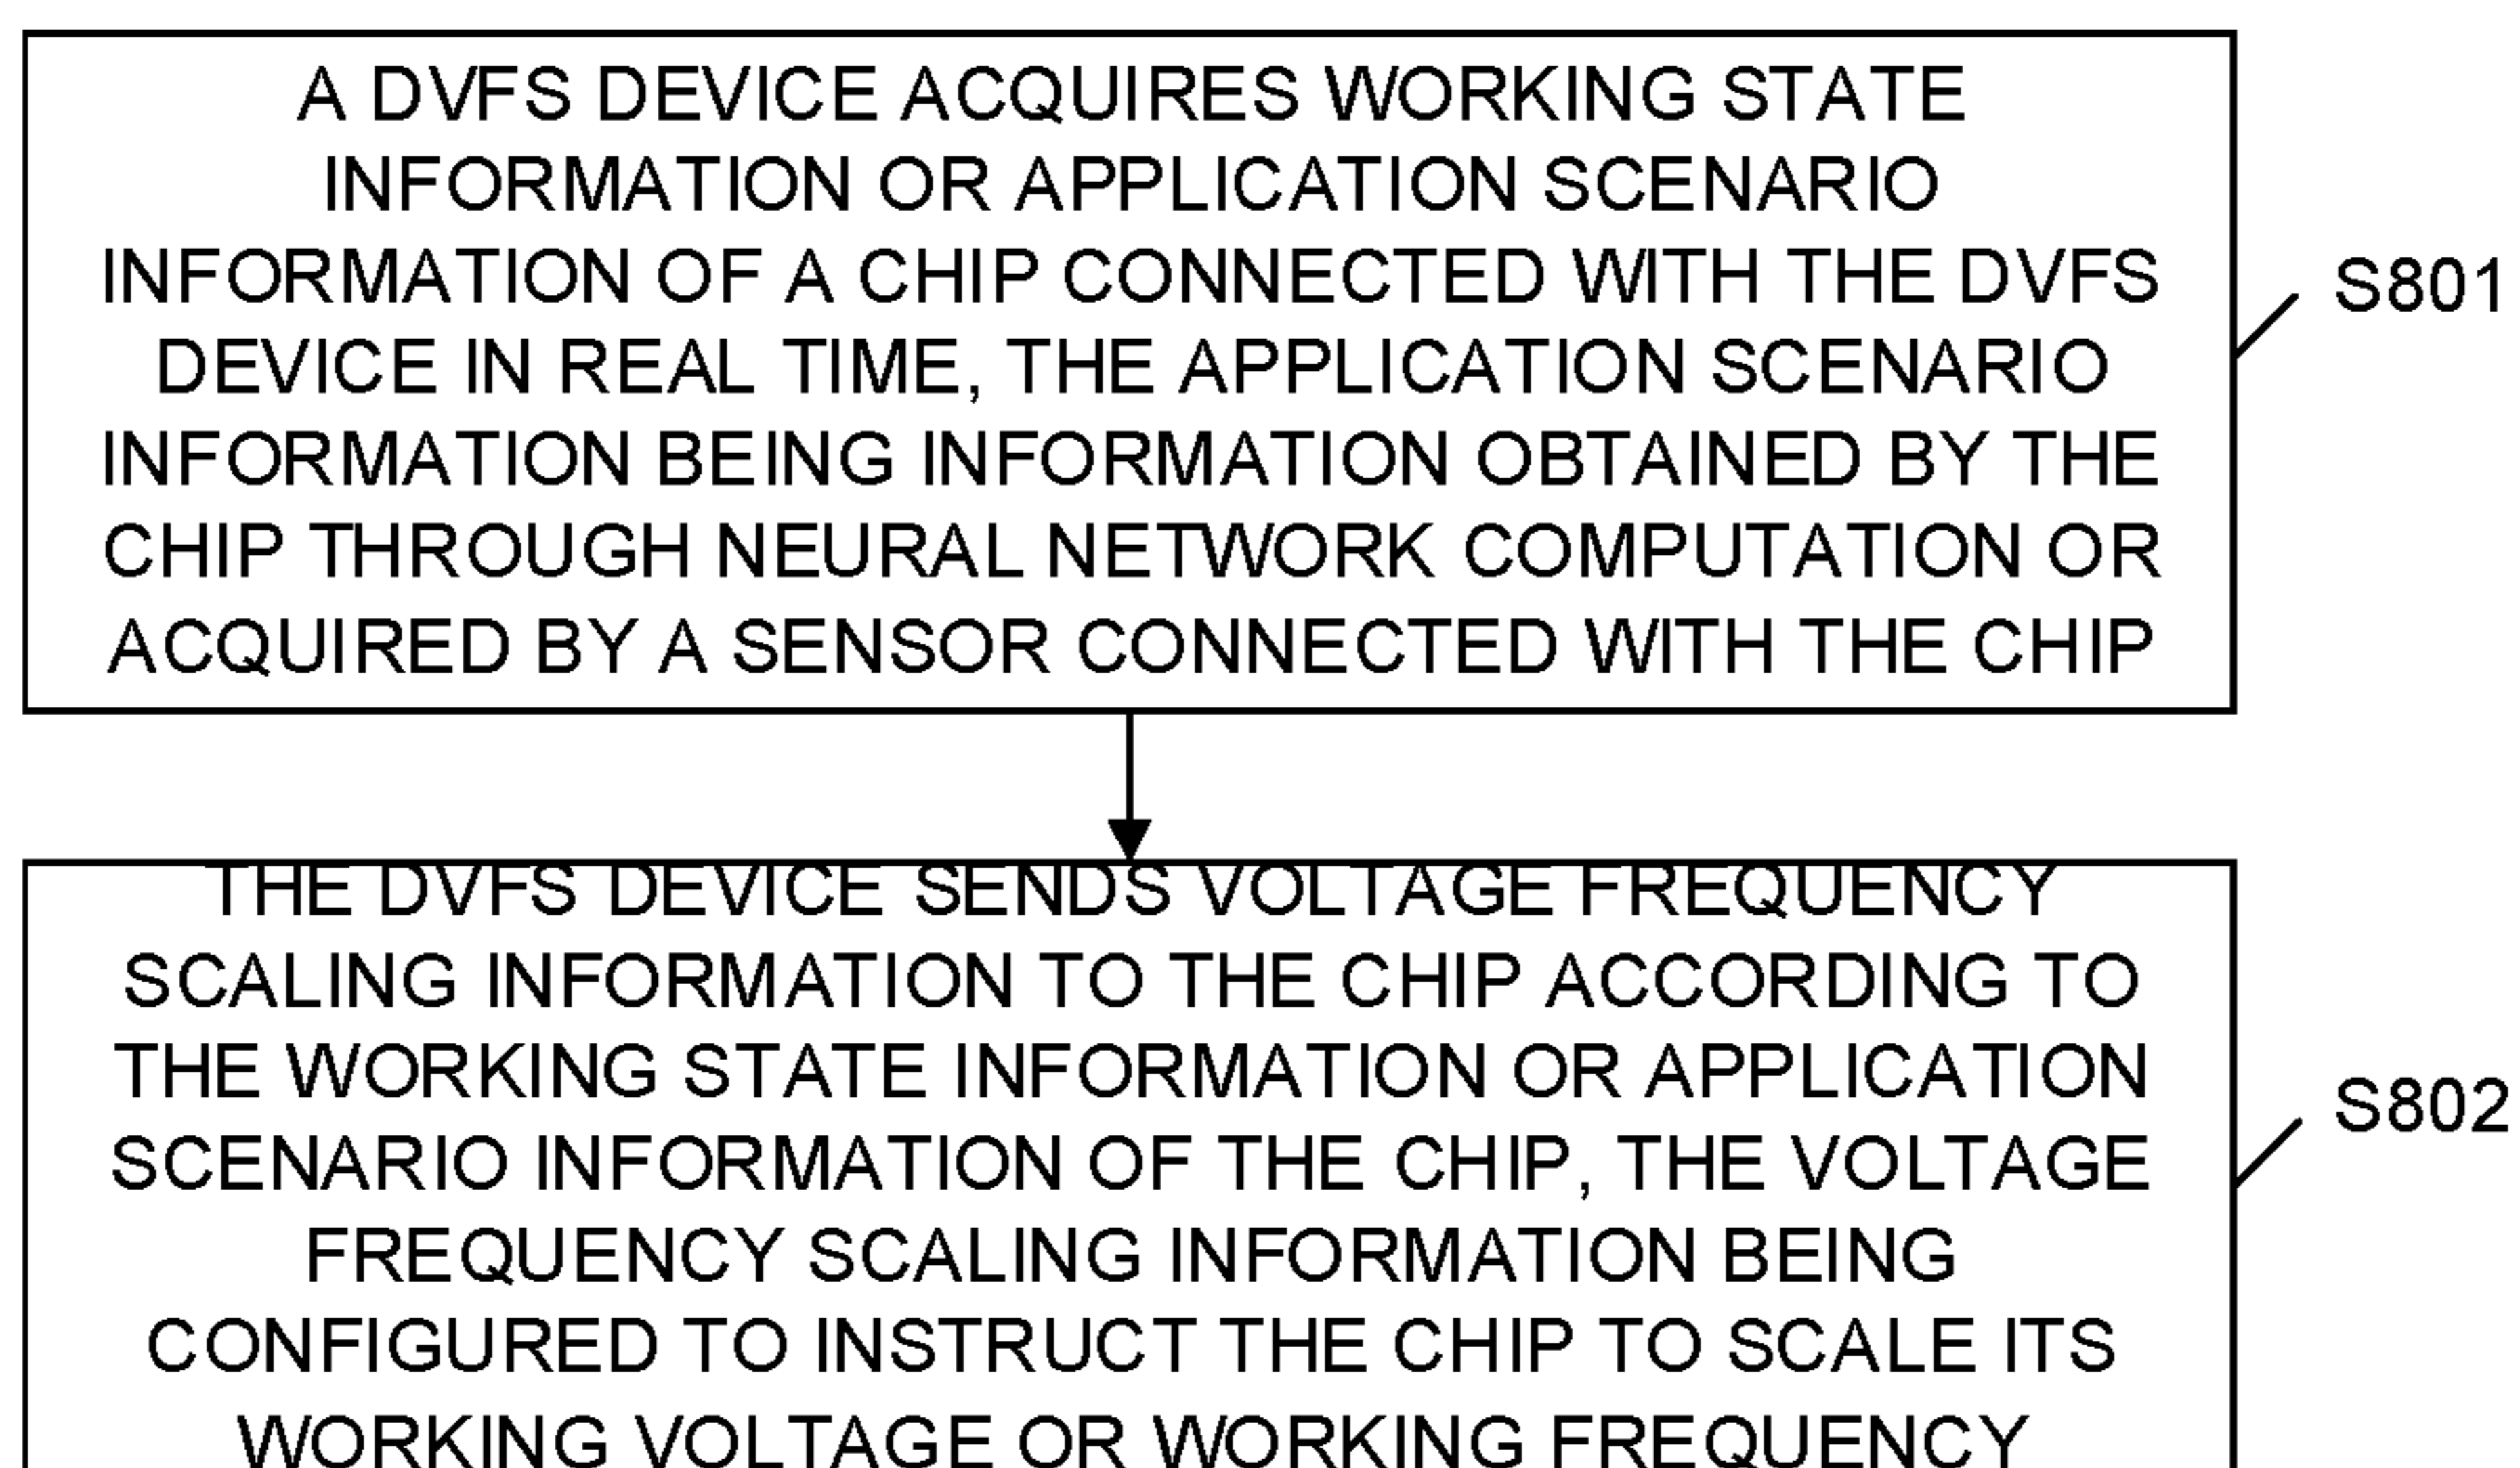 A DVFS DEVICE ACQUIRES WORKING STATE
INFORMATION OR APPLICATION SCENARIO
INFORMATION OF A CHIP CONNECTED WITH THE DVFS
DEVICE IN REAL TIME, THE APPLICATION SCENARIO
INFORMATION BEING INFORMATION OBTAINED BY THE
CHIP THROUGH NEURAL NETWORK COMPUTATION OR
ACQUIRED BY A SENSOR CONNECTED WITH THE CHIP
S801
THE DVFS DEVICE SENDS VOLTAGE FREQUENCY
SCALING INFORMATION TO THE CHIP ACCORDING TO
THE WORKING STATE INFORMATION OR APPLICATION
SCENARIO INFORMATION OF THE CHIP, THE VOLTAGE
FREQUENCY SCALING INFORMATION BEING
CONFIGURED TO INSTRUCT THE CHIP TO SCALE ITS
WORKING VOLTAGE OR WORKING FREQUENCY
S802